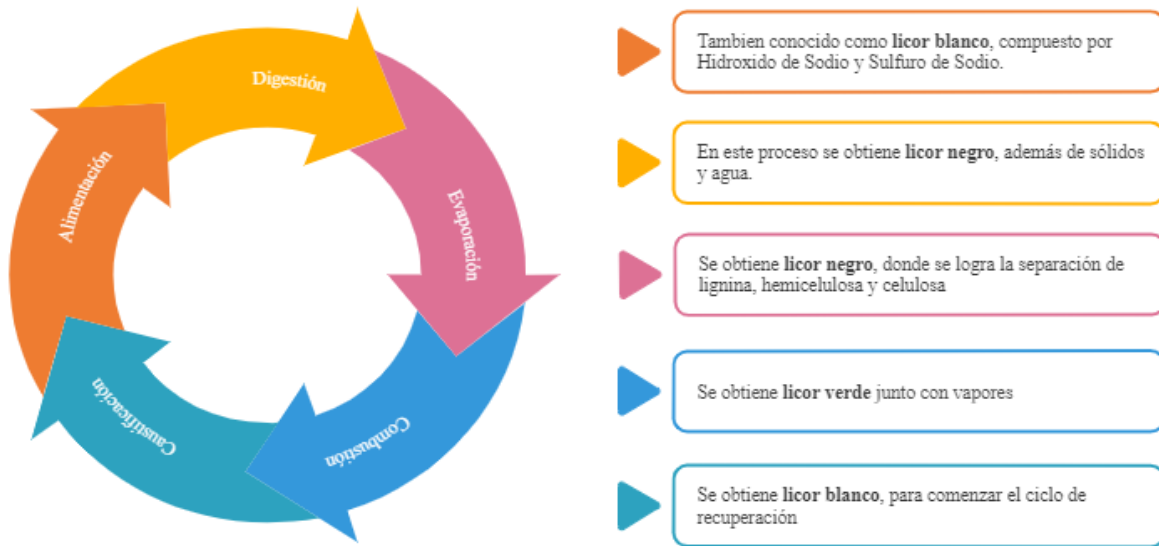 Digestión
Evaporación
Combustión
Caustificación
Alimentación
Tambien conocido como licor blanco, compuesto por
Hidroxido de Sodio y Sulfuro de Sodio.
En este proceso se obtiene licor negro, además de sólidos
y agua.
Se obtiene licor negro, donde se logra la separación de
lignina, hemicelulosa y celulosa
Se obtiene licor verde junto con vapores
Se obtiene licor blanco, para comenzar el ciclo de
recuperación